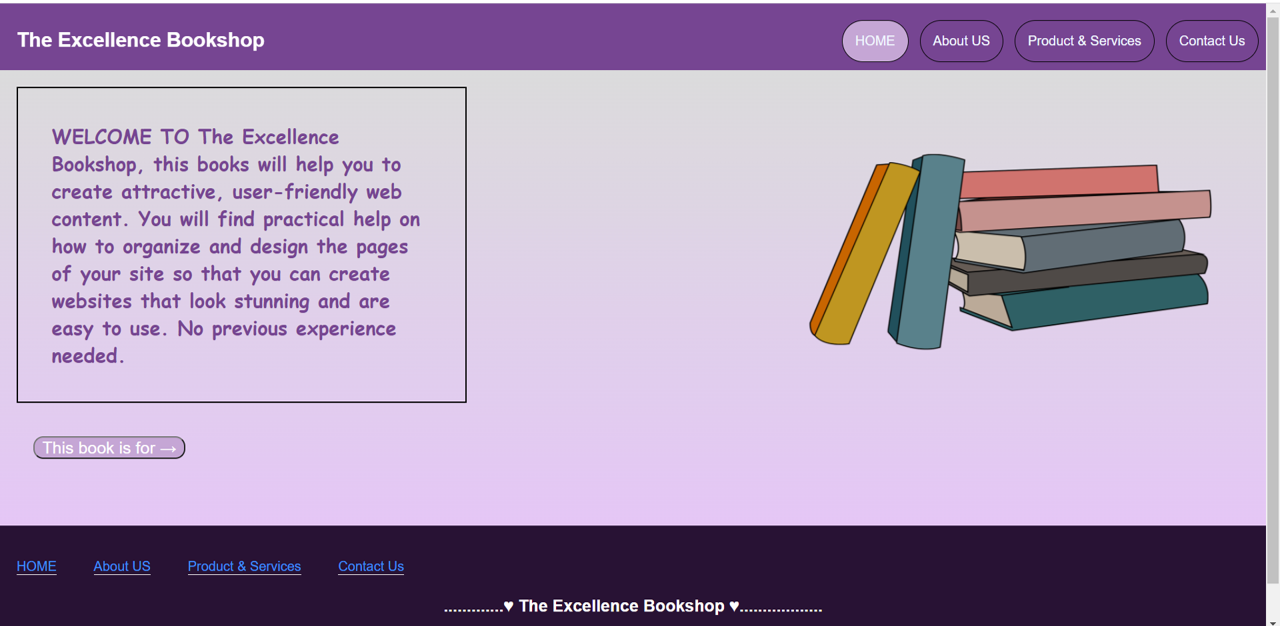 The Excellence Bookshop
HOME
About US
Product & Services
Contact Us
WELCOME TO The Excellence
Bookshop, this books will help you to
create attractive, user-friendly web
content. You will find practical help on
how to organize and design the pages
of your site so that you can create
websites that look stunning and are
easy to use. No previous experience
needed.
This book is for →
HOME
About US
Product & Services
Contact Us
.............♥ The Excellence Bookshop ♥..................